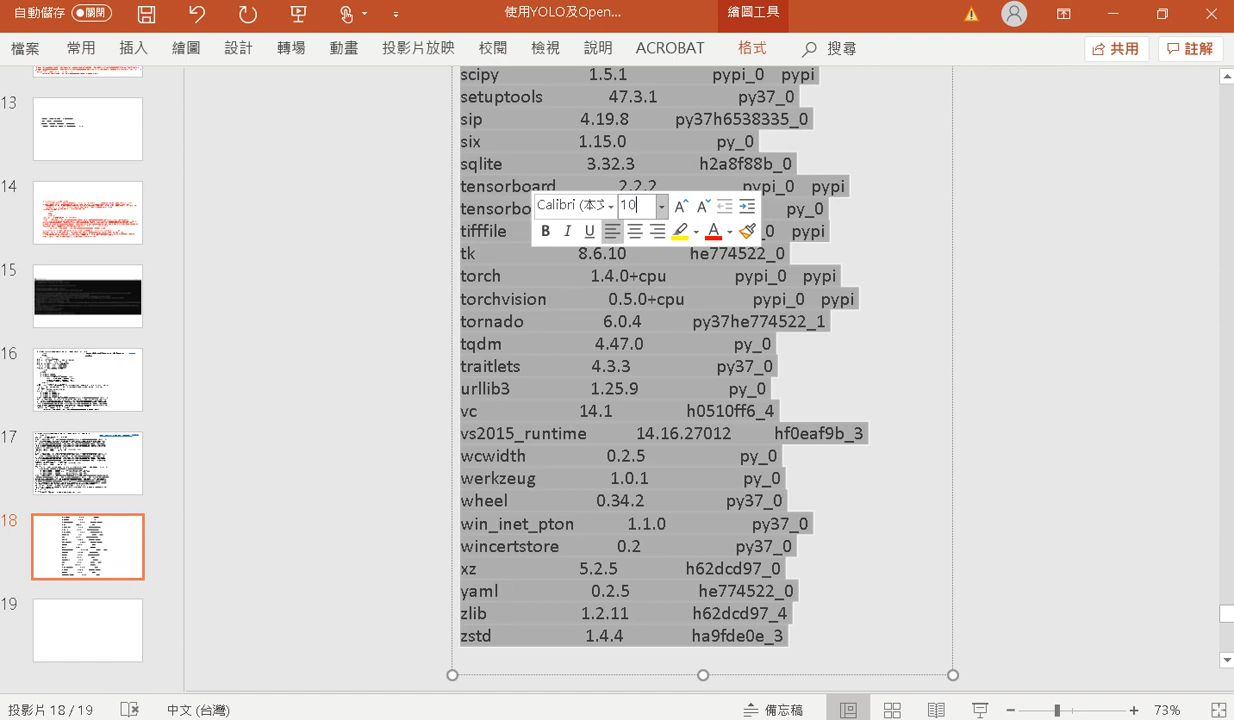 自動儲存 關閉 使用YOLO及Open... 繪圖工具
檔案 常用 插入 繪圖 設計 轉場 動畫 投影片放映 校閱 檢視 說明 ACROBAT 格式 搜尋 共用 註解
13
14
15
16
17
18
19
scipy 1.5.1 pypi_0 pypi
setuptools 47.3.1 py37_0
sip 4.19.8 py37h6538335_0
six 1.15.0 py_0
sqlite 3.32.3 h2a8f88b_0
tensorboard 2.2.2 pypi_0 pypi
Calibri (本文 10
py_0
B I U A
tifffile _0 pypi
tk 8.6.10 he774522_0
torch 1.4.0+cpu pypi_0 pypi
torchvision 0.5.0+cpu pypi_0 pypi
tornado 6.0.4 py37he774522_1
tqdm 4.47.0 py_0
traitlets 4.3.3 py37_0
urllib3 1.25.9 py_0
vc 14.1 h0510ff6_4
vs2015_runtime 14.16.27012 hf0eaf9b_3
wcwidth 0.2.5 py_0
werkzeug 1.0.1 py_0
wheel 0.34.2 py37_0
win_inet_pton 1.1.0 py37_0
wincertstore 0.2 py37_0
xz 5.2.5 h62dcd97_0
yaml 0.2.5 he774522_0
zlib 1.2.11 h62dcd97_4
zstd 1.4.4 ha9fde0e_3
投影片 18 / 19 中文 (台灣) 備忘稿 73%